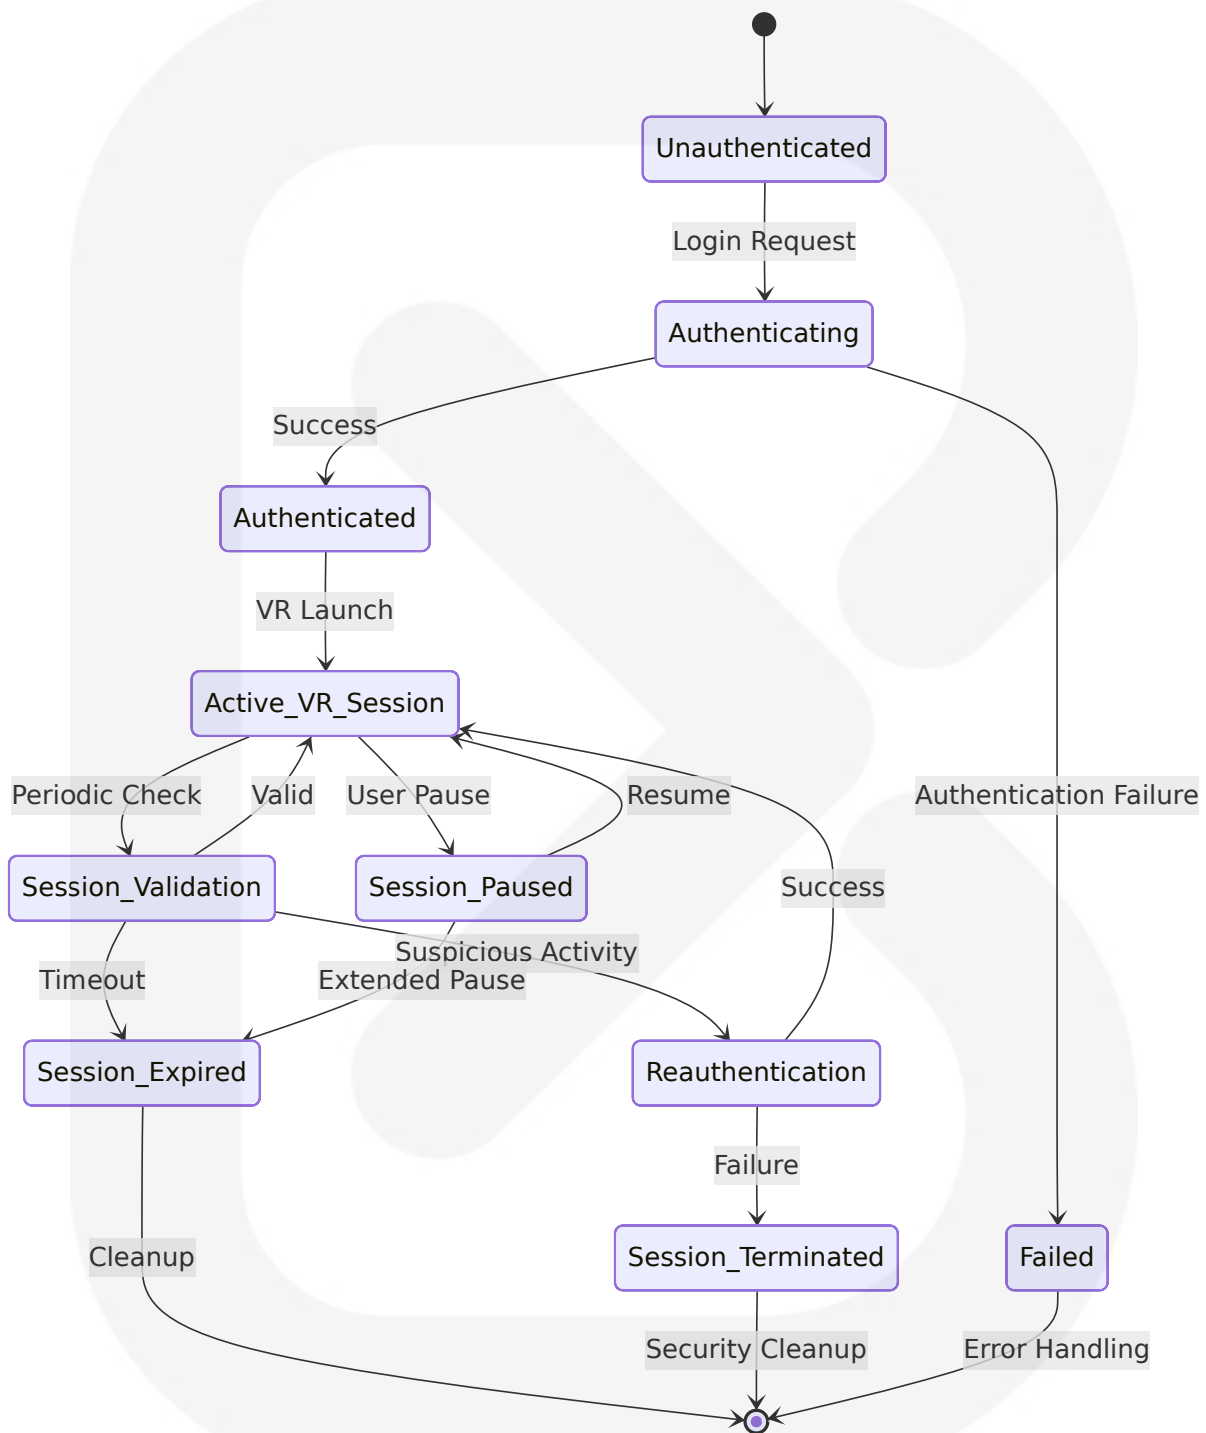 Unauthenticated
Login Request
Authenticating
Success
Authenticated
VR Launch
Active_VR_Session
Periodic Check
Valid
User Pause
Resume
Authentication Failure
Session_Validation
Session_Paused
Success
Suspicious Activity
Timeout
Extended Pause
Session_Expired
Reauthentication
Failure
Cleanup
Session_Terminated
Failed
Security Cleanup
Error Handling